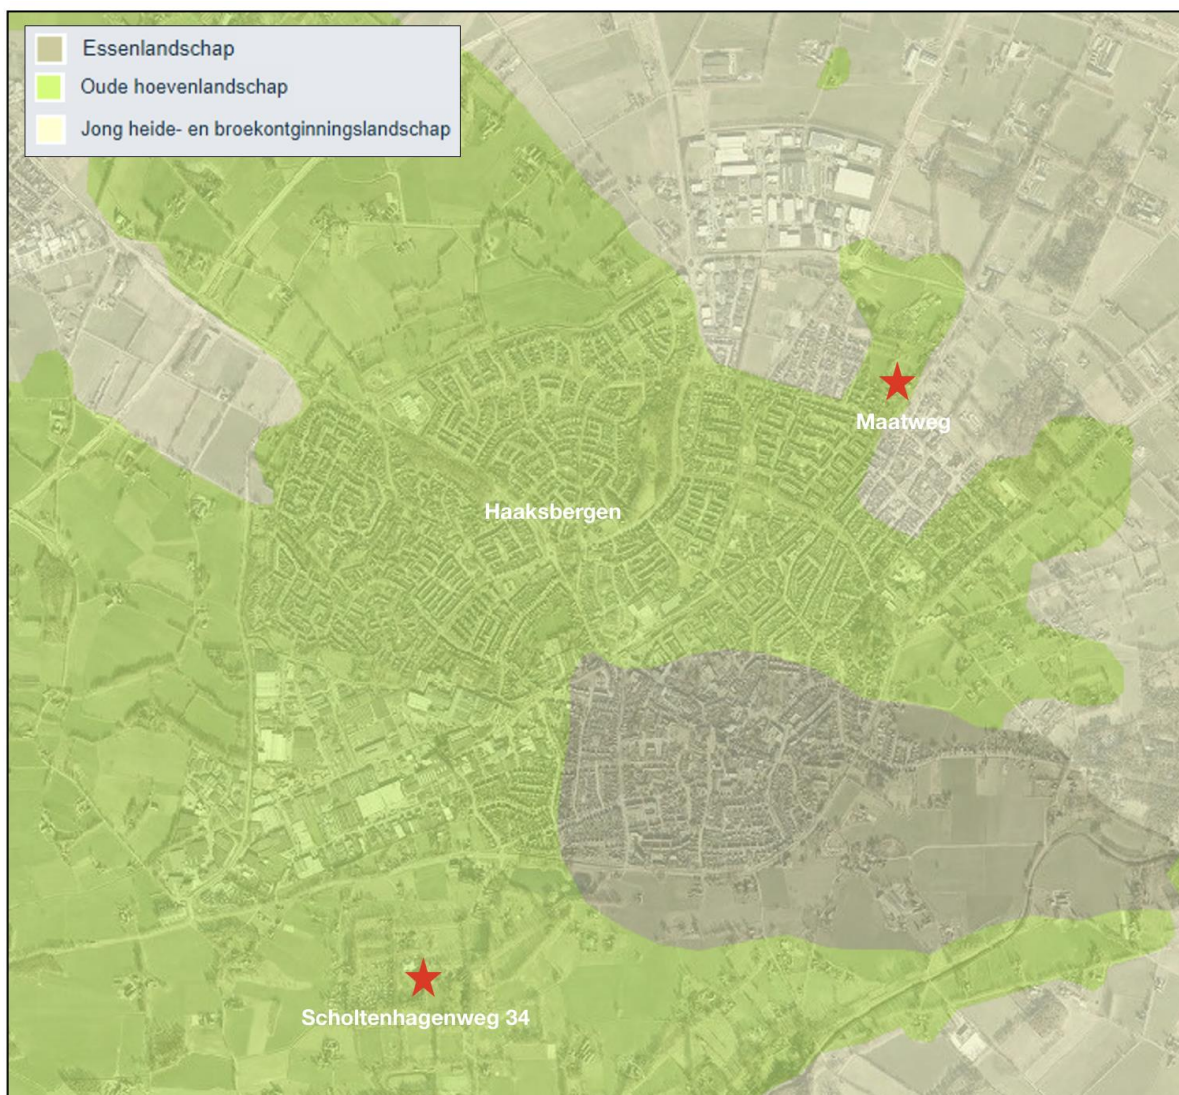 Essenlandschap
Oude hoevenlandschap
Jong heide- en broekontginningslandschap
Maatweg
Haaksbergen
Scholtenhagenweg 34